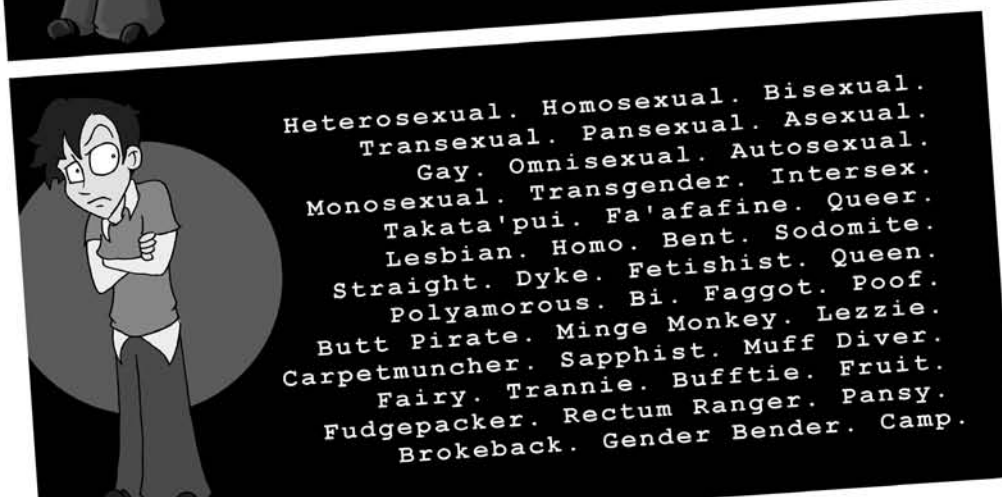 Heterosexual. Homosexual. Bisexual.
Transexual. Pansexual. Asexual.
Gay. Omnisexual. Autosexual.
Monosexual. Transgender. Intersex.
Takata'pui. Fa'afafine. Queer.
Lesbian. Homo. Bent. Sodomite.
Straight. Dyke. Fetishist. Queen.
Polyamorous. Bi. Faggot. Poof.
Butt Pirate. Minge Monkey. Lezzie.
Carpetmuncher. Sapphist. Muff Diver.
Fairy. Trannie. Bufftie. Fruit.
Fudgepacker. Rectum Ranger. Pansy.
Brokeback. Gender Bender. Camp.